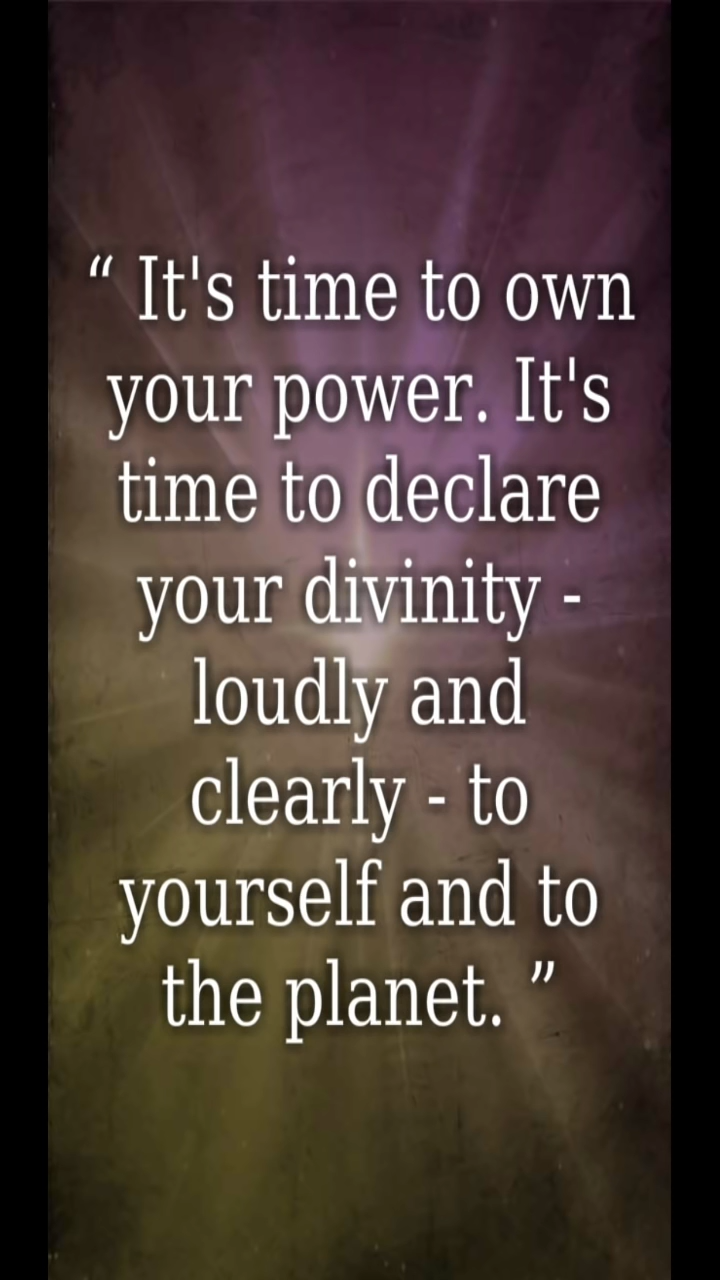 “ It's time to own
your power. It's
time to declare
your divinity -
loudly and
clearly - to
yourself and to
the planet. ”